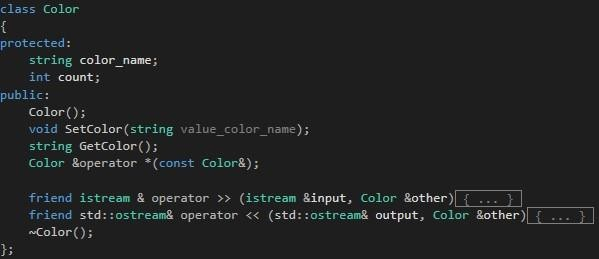 class Color
{
protected:
    string color_name;
    int count;
public:
    Color();
    void SetColor(string value_color_name);
    string GetColor();
    Color &operator *(const Color&);

    friend istream & operator >> (istream &input, Color &other){ ... }
    friend std::ostream& operator << (std::ostream& output, Color &other){ ... }
    ~Color();
};